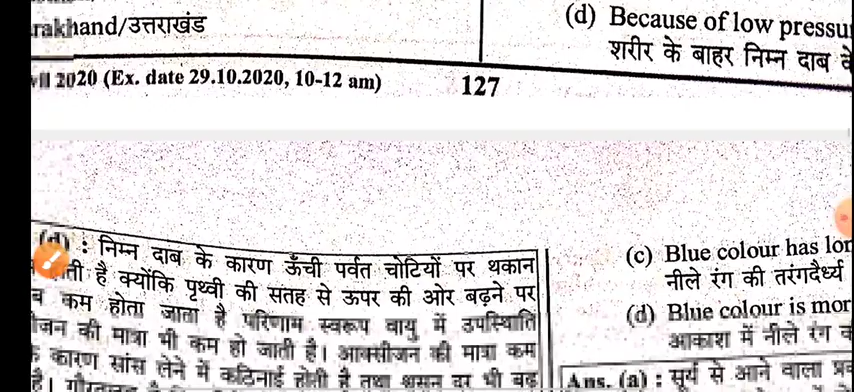 rakhand/उत्तराखंड
(d) Because of low pressu
शरीर के बाहर निम्न दाब वे
2020 (Ex. date 29.10.2020, 10-12 am)
127
(d) : निम्न दाब के कारण ऊँची पर्वत चोटियों पर थकान
ती है क्योंकि पृथ्वी की सतह से ऊपर की ओर बढ़ने पर
ब कम होता जाता है परिणाम स्वरूप वायु में उपस्थिति
जन की मात्रा भी कम हो जाती है। आक्सीजन की मात्रा कम
के कारण सांस लेने में कठिनाई होती है तथा श्वसन दर भी बढ़
है।
(c) Blue colour has lon
नीले रंग की तरंगदैर्ध्य
(d) Blue colour is mor
आकाश में नीले रंग क
Ans. (a) : सूर्य से आने वाला प्र